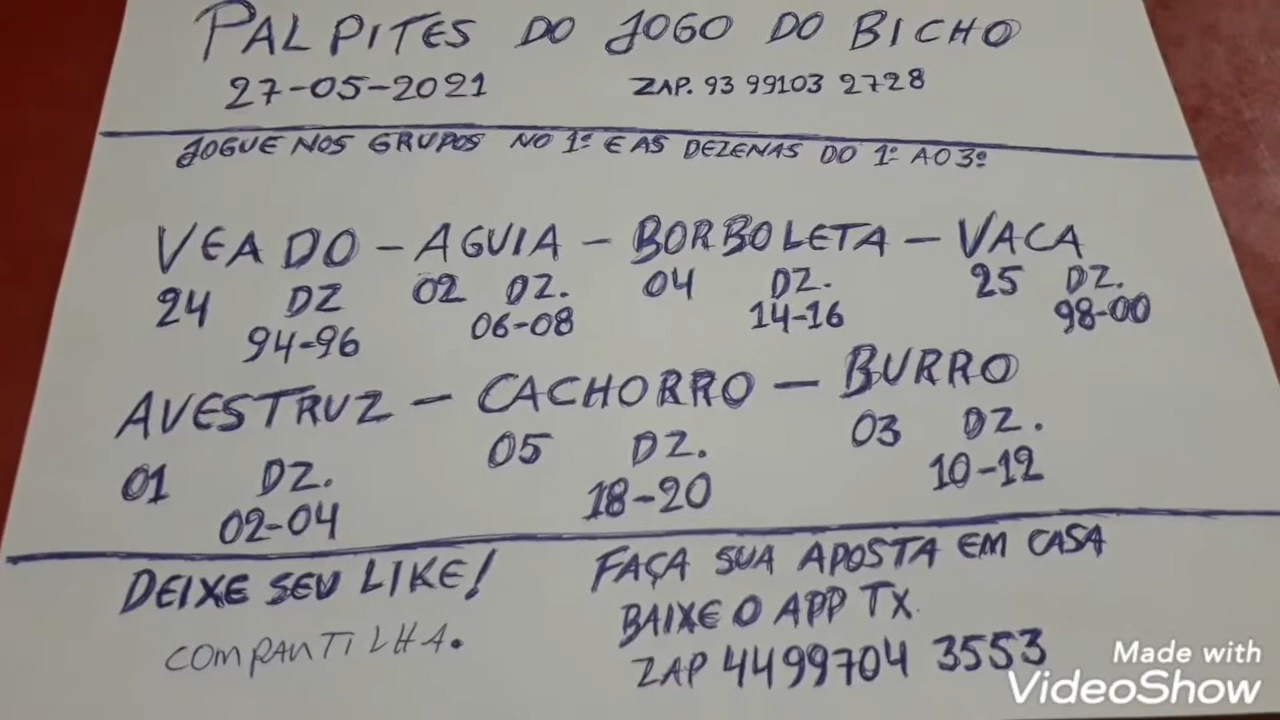 PALPITES DO JOGO DO BICHO
27-05-2021 ZAP. 93 99103 2728
JOGUE NOS GRUPOS NO 1º E AS DEZENAS DO 1º AO 3º
VEADO - AGUIA - BORBOLETA - VACA
24 DZ 02 DZ. 04 DZ. 25 DZ.
94-96 06-08 14-16 98-00
AVESTRUZ - CACHORRO - BURRO
01 DZ. 05 DZ. 03 DZ.
02-04 18-20 10-12
DEIXE SEU LIKE! FAÇA SUA APOSTA EM CASA
COMPARTILHA. BAIXE O APP TX.
ZAP 4499704 3553
Made with
VideoShow